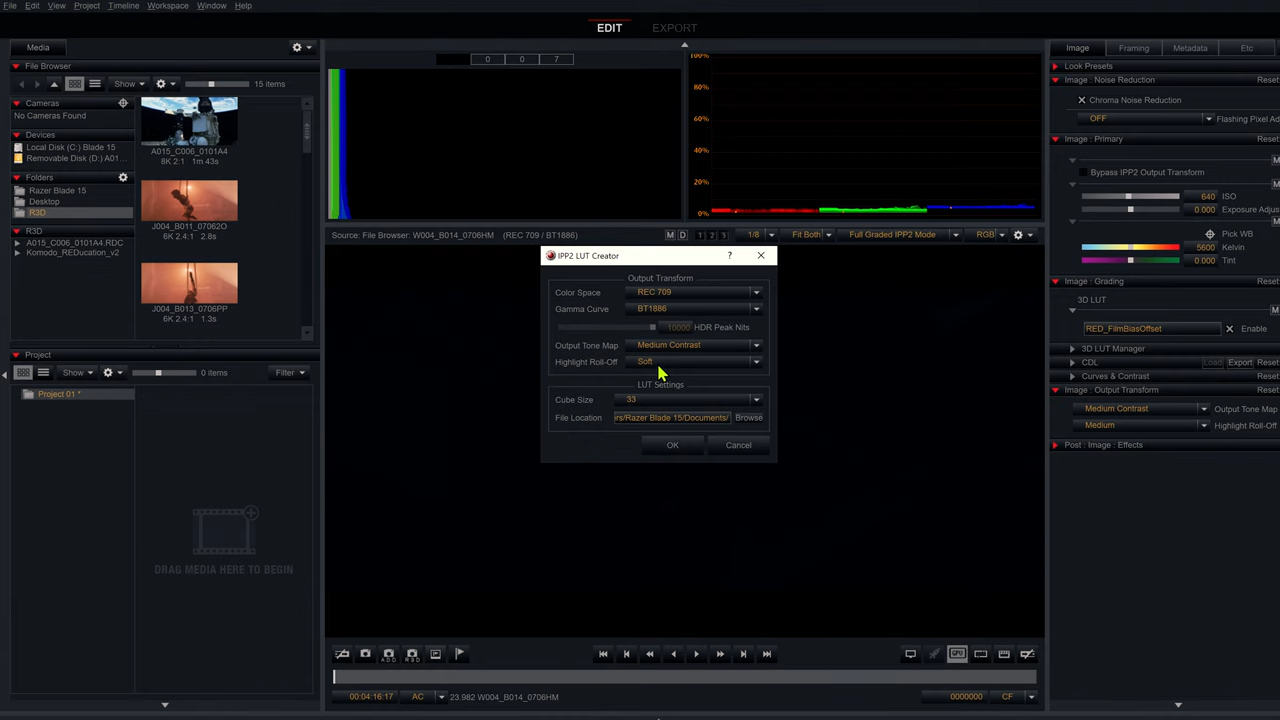 File Edit View Project Timeline Workspace Window Help
EDIT EXPORT
Media
File Browser
Show 15 items
Cameras
No Cameras Found
Devices
Local Disk (C:) Blade 15
Removable Disk (D:) A01...
Folders
Razer Blade 15
Desktop
R3D
R3D
A015_C006_0101A4.RDC
Komodo_REDucation_v2
A015_C006_0101A4
8K 2:1 1m 43s
J004_B011_07062O
6K 2.4:1 2.8s
J004_B013_0706PP
6K 2.4:1 1.3s
Project
Show 0 items Filter
Project 01 *
DRAG MEDIA HERE TO BEGIN
0 0 7
100%
80%
60%
40%
20%
0%
Source: File Browser: W004_B014_0706HM (REC 709 / BT1886) M D 1 2 3 1/8 Fit Both Full Graded IPP2 Mode RGB
IPP2 LUT Creator ?
Output Transform
Color Space REC 709
Gamma Curve BT1886
10000 HDR Peak Nits
Output Tone Map Medium Contrast
Highlight Roll-Off Soft
LUT Settings
Cube Size 33
File Location ers/Razer Blade 15/Documents/ Browse
OK Cancel
ADD R3D GPU
00:04:16:17 AC 23.982 W004_B014_0706HM 0000000 CF
Image Framing Metadata Etc
Look Presets
Image : Noise Reduction Reset
Chroma Noise Reduction
OFF Flashing Pixel Ad
Image : Primary Reset
M
Bypass IPP2 Output Transform
640 ISO
0.000 Exposure Adjus
Pick WB
5600 Kelvin
0.000 Tint
Image : Grading Reset
3D LUT
RED_FilmBiasOffset Enable
3D LUT Manager
CDL Load Export Reset
Curves & Contrast Reset
Image : Output Transform Reset
Medium Contrast Output Tone Map
Medium Highlight Roll-Off
Post : Image : Effects